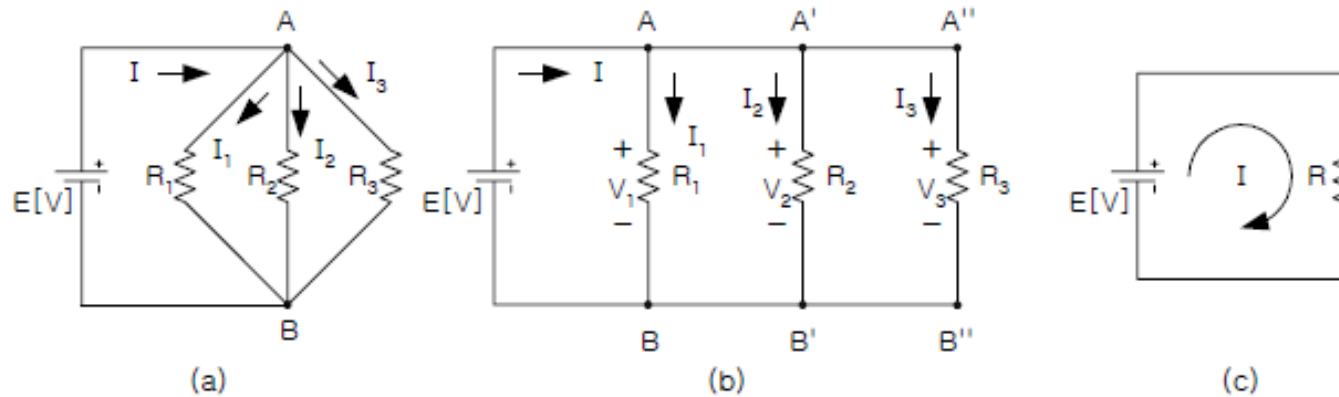 A
I
I₃
I₁
I₂
R₁
R₂
R₃
+
E[V]
B
(a)
A A' A''
I
I₁
I₂
I₃
+ + +
E[V]
V₁ R₁
V₂ R₂
V₃ R₃
+
− − −
B B' B''
(b)
+
E[V]
I
R
(c)